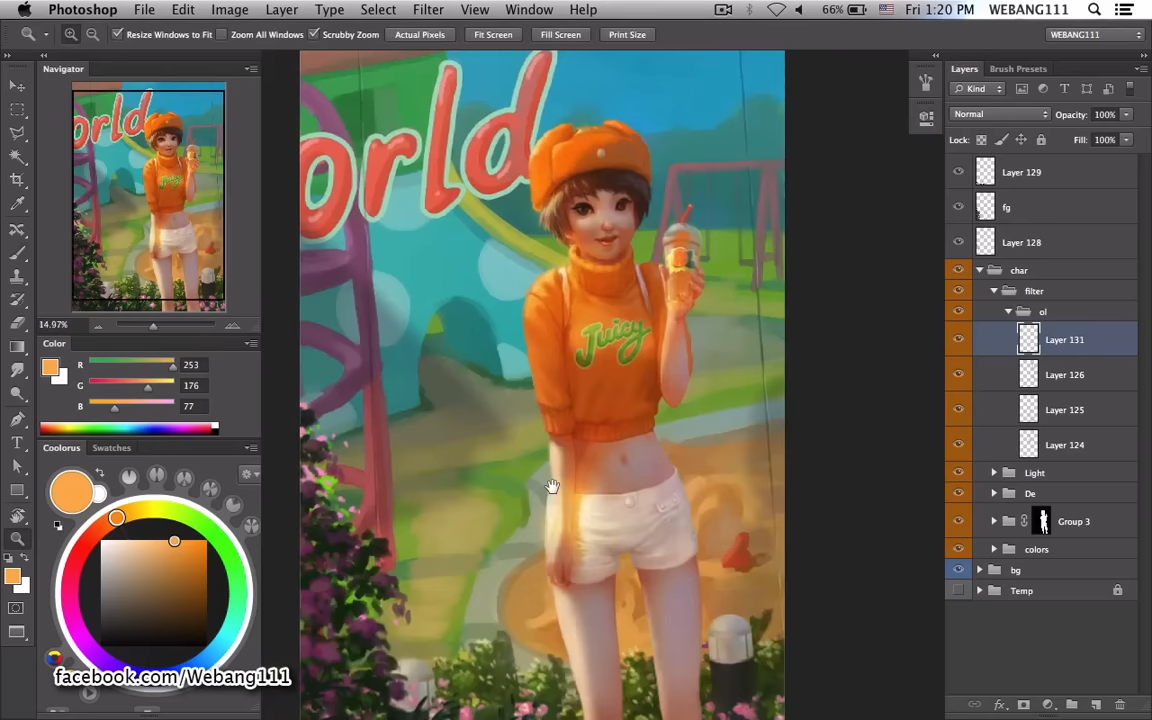 Photoshop File Edit Image Layer Type Select Filter View Window Help 66% Fri 1:20 PM WEBANG111
Resize Windows to Fit Zoom All Windows Scrubby Zoom Actual Pixels Fit Screen Fill Screen Print Size WEBANG111
Navigator
14.97%
Color
R 253
G 176
B 77
Coolorus Swatches
facebook.com/Webang111
orld
Juicy
Layers Brush Presets
Kind
Normal Opacity: 100%
Lock: Fill: 100%
Layer 129
fg
Layer 128
char
filter
ol
Layer 131
Layer 126
Layer 125
Layer 124
Light
De
Group 3
colors
bg
Temp